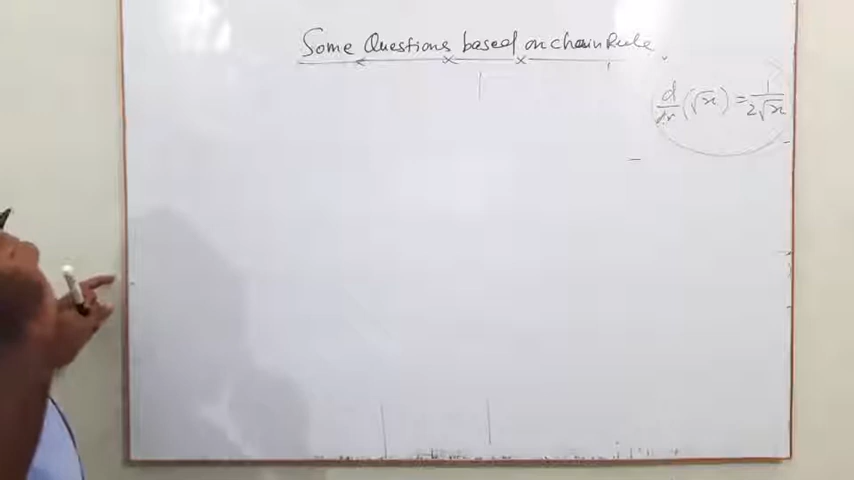 Some Questions based on chain Rule.
d/dx (√x) = 1/2√x